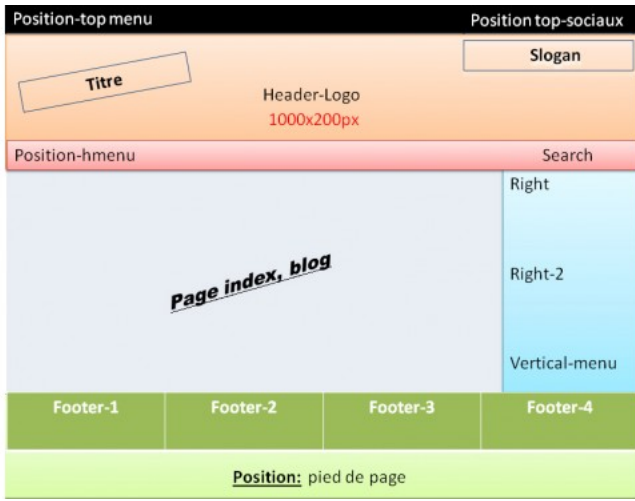 Position-top menu Position top-sociaux
Slogan
Titre
Header-Logo
1000x200px
Position-hmenu Search
Right
Page index, blog
Right-2
Vertical-menu
Footer-1 Footer-2 Footer-3 Footer-4
Position: pied de page